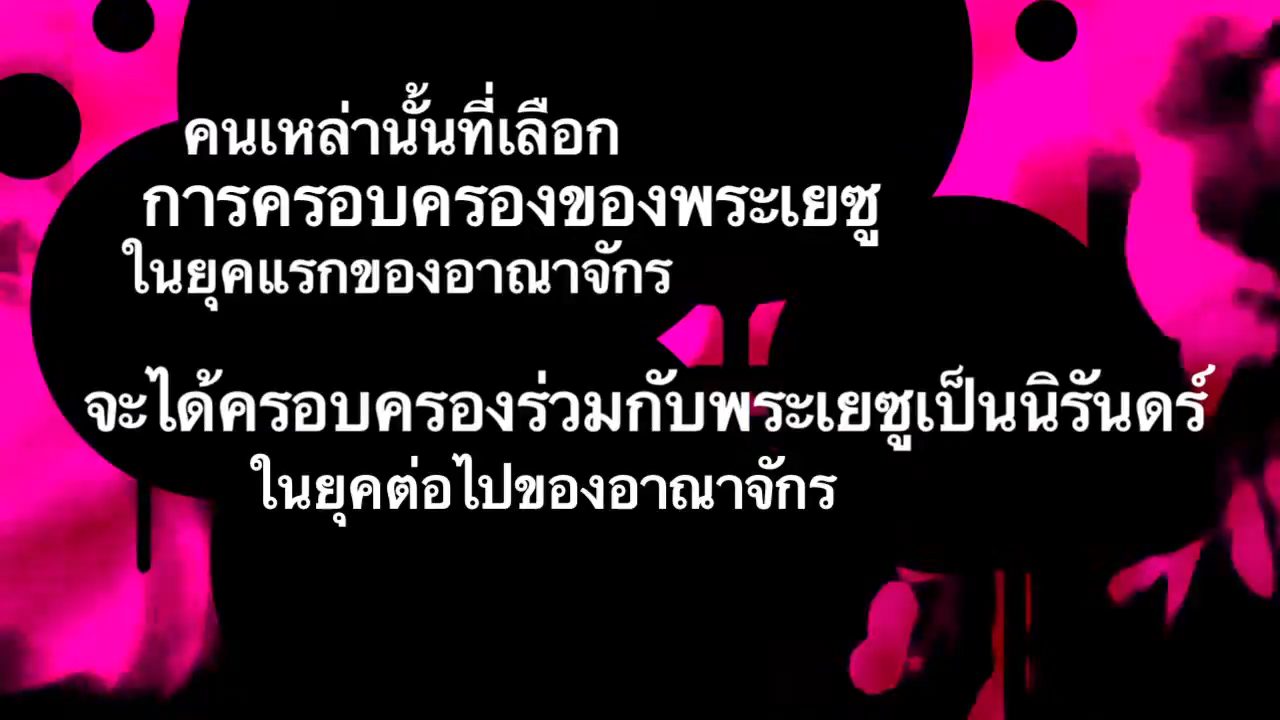 คนเหล่านั้นที่เลือก
การครอบครองของพระเยซู
ในยุคแรกของอาณาจักร
จะได้ครอบครองร่วมกับพระเยซูเป็นนิรันดร์
ในยุคต่อไปของอาณาจักร